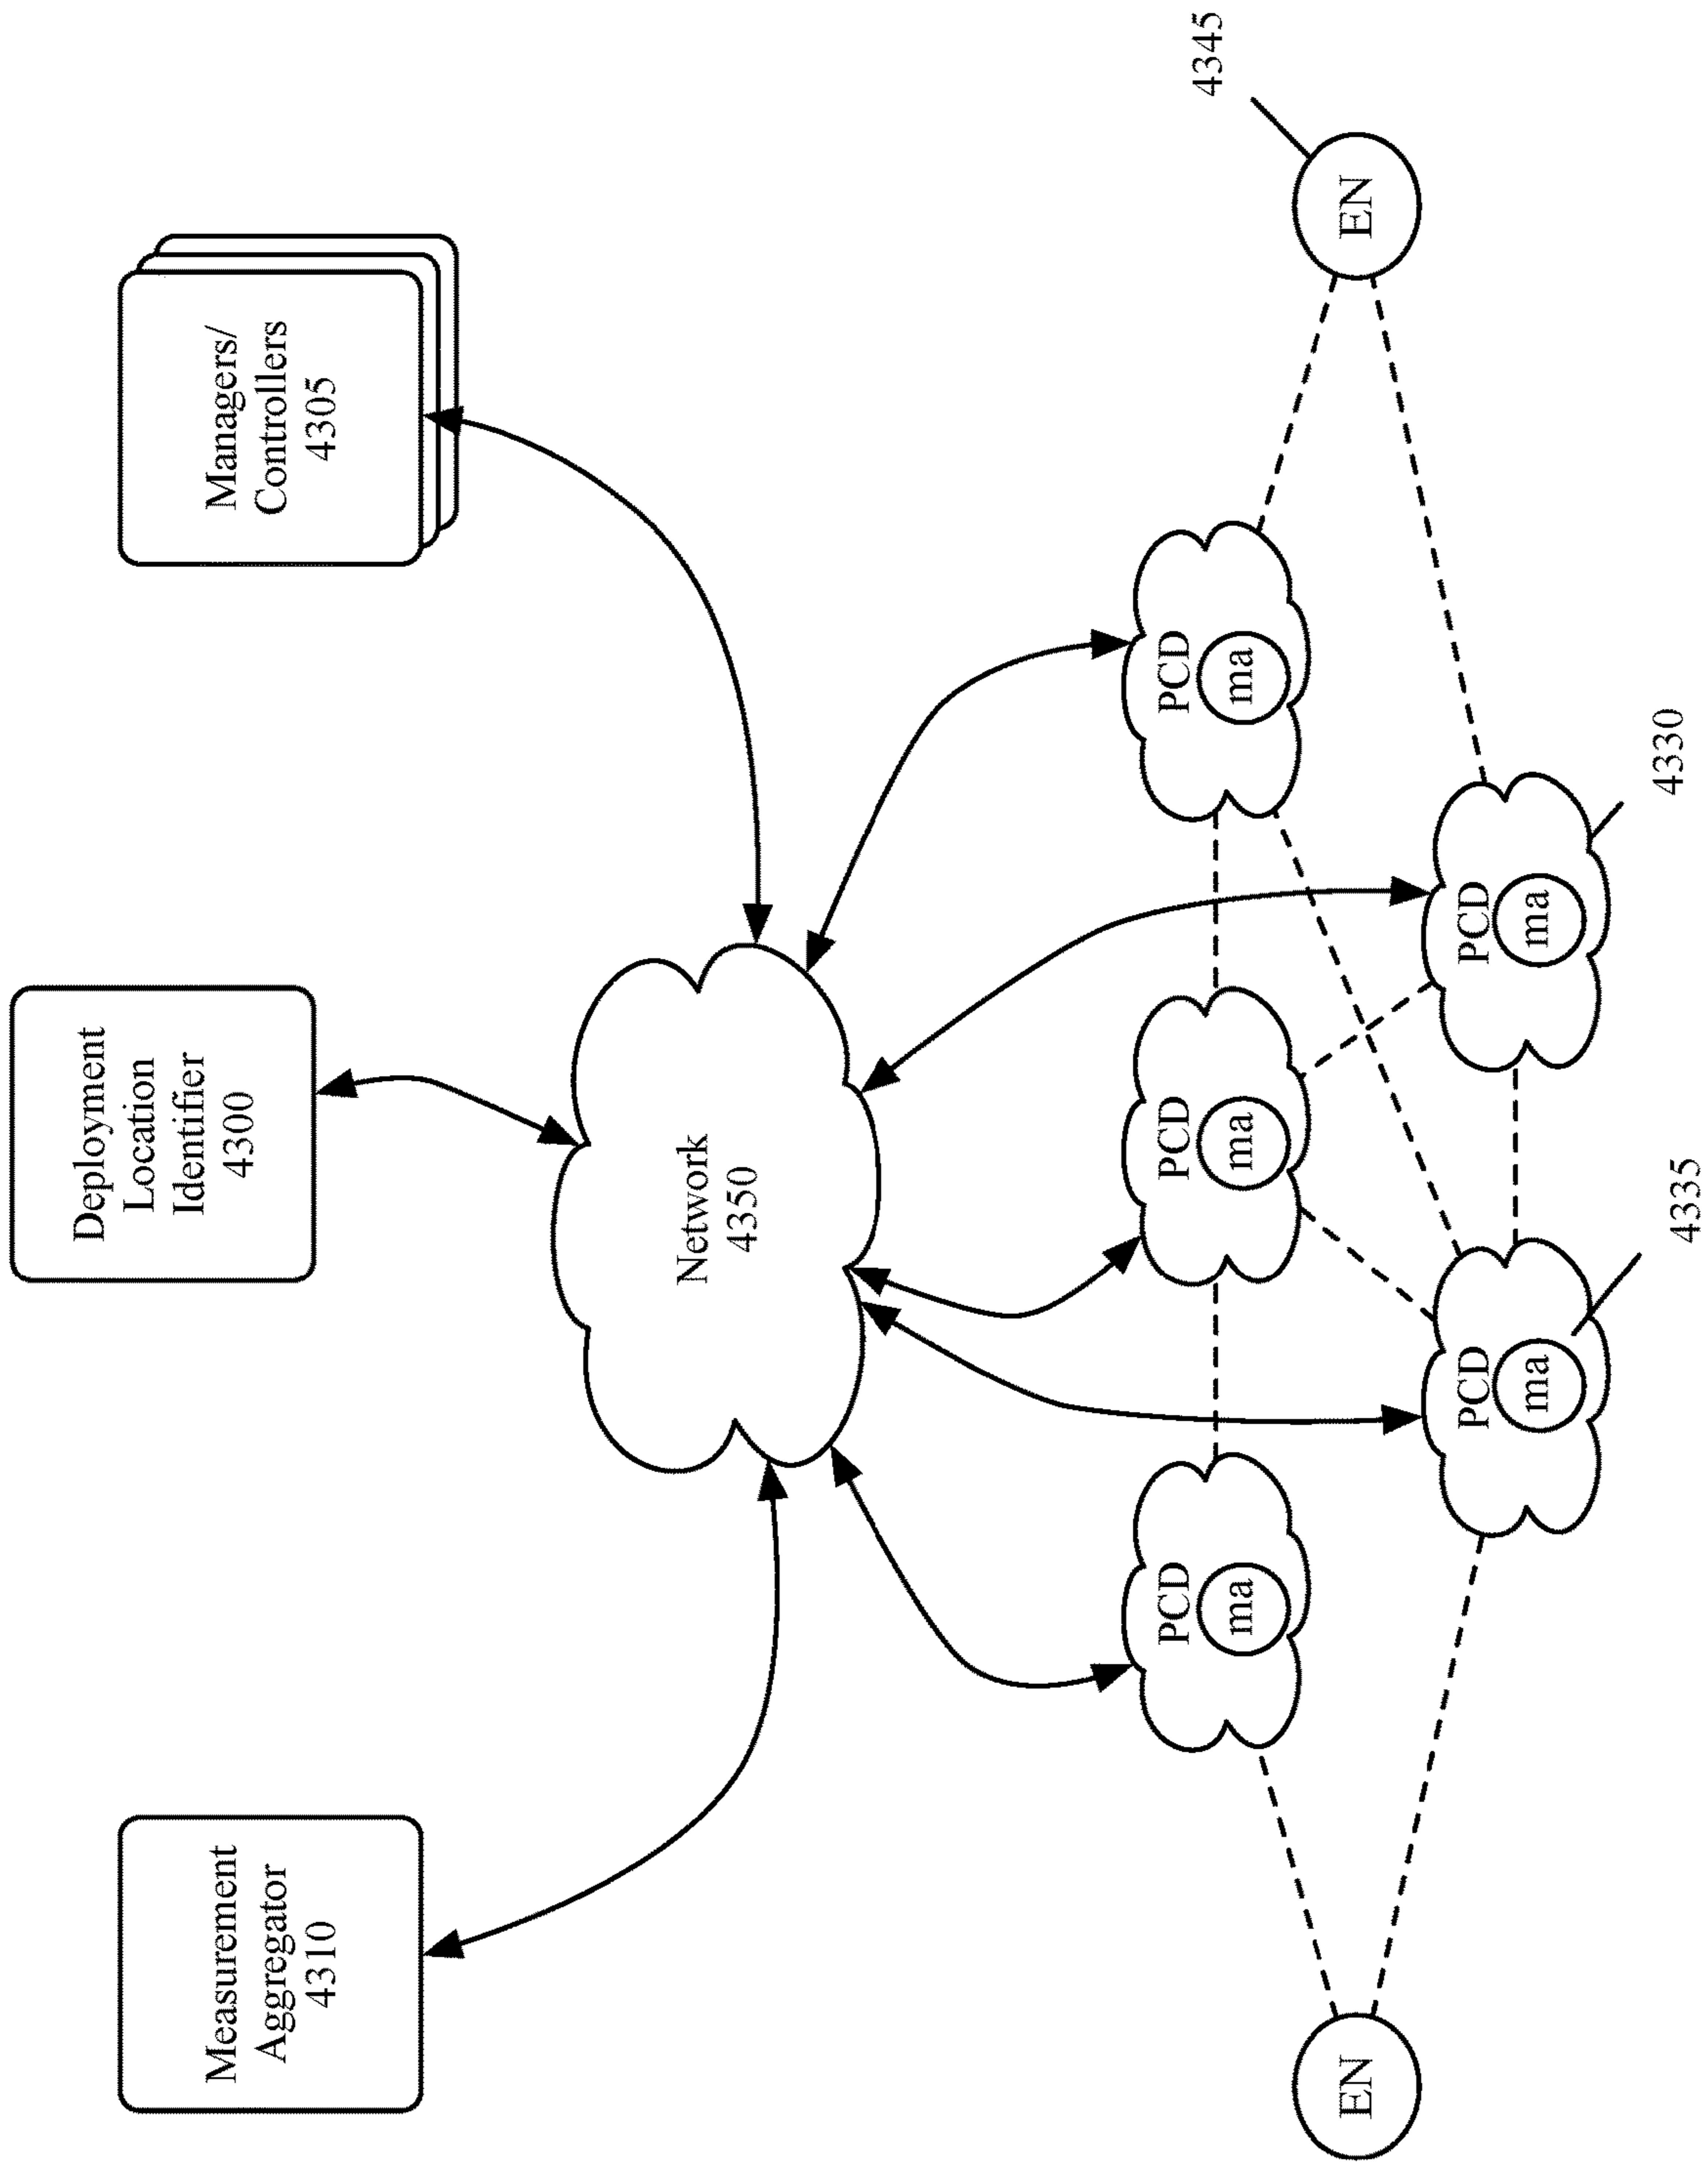 Measurement
Aggregator
4310
Deployment
Location
Identifier
4300
Managers/
Controllers
4305
Network
4350
PCD
ma
PCD
ma
PCD
ma
EN
PCD
ma
4335
PCD
ma
4330
EN
4345